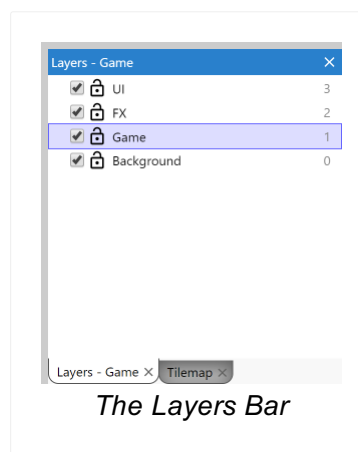 Layers - Game
UI 3
FX 2
Game 1
Background 0
Layers - Game Tilemap
The Layers Bar